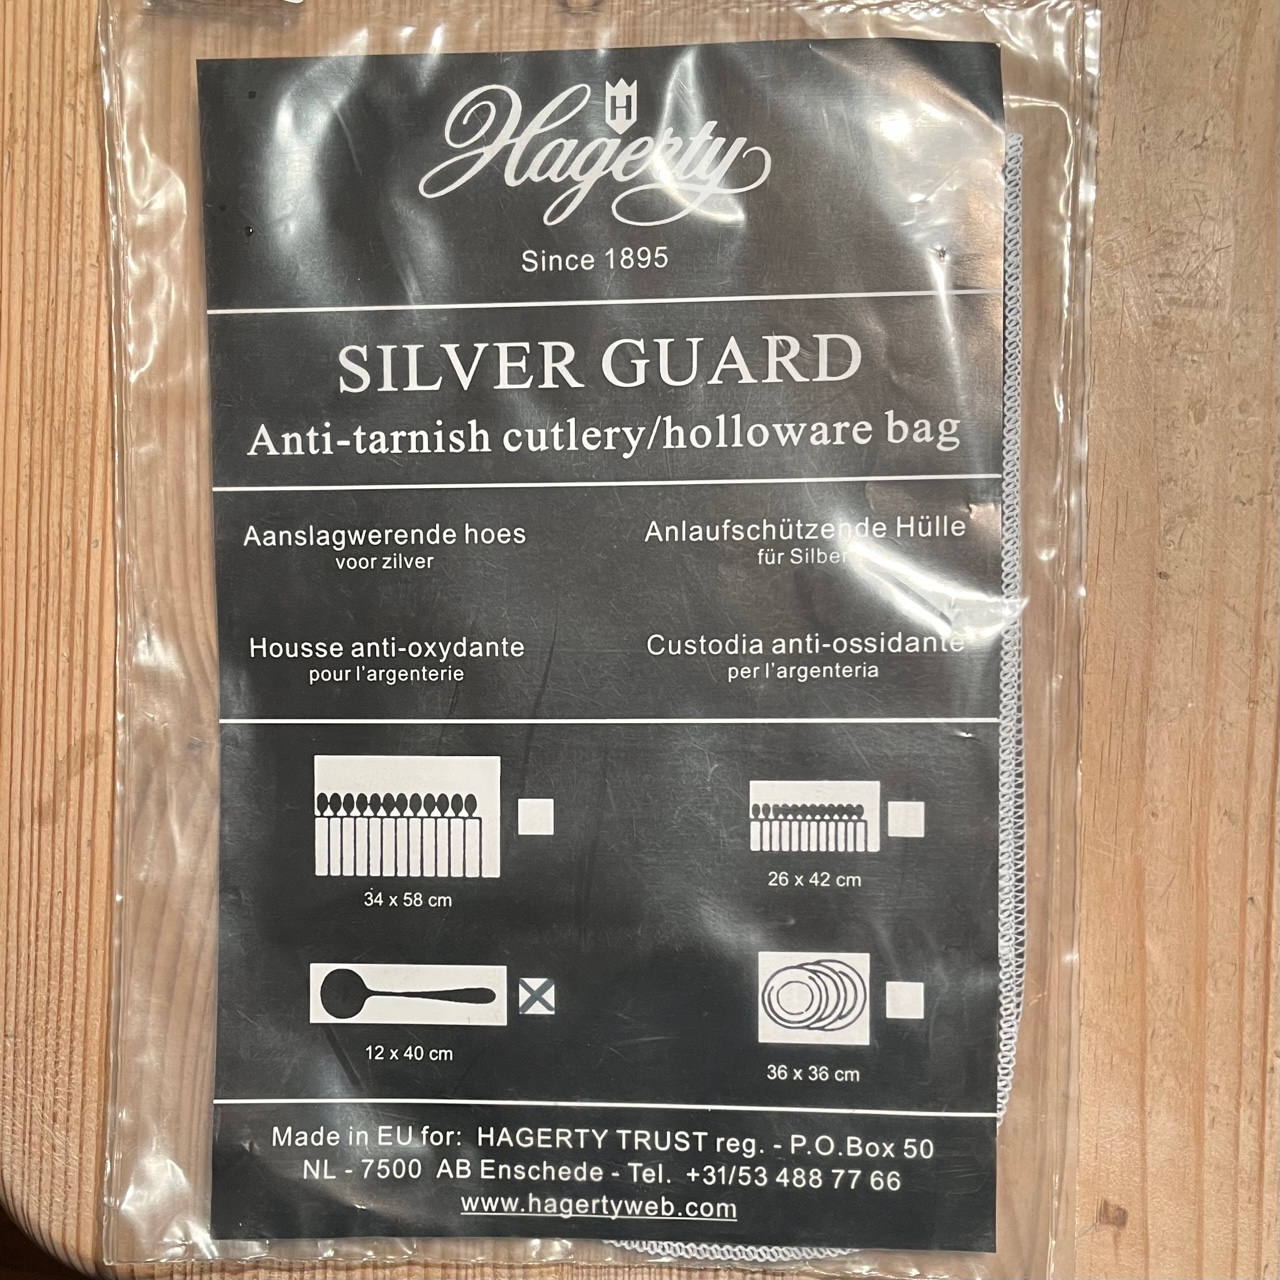 H
Hagerty
Since 1895
SILVER GUARD
Anti-tarnish cutlery/holloware bag
Aanslagwerende hoes
voor zilver
Anlaufschützende Hülle
für Silber
Housse anti-oxydante
pour l'argenterie
Custodia anti-ossidante
per l'argenteria
34 x 58 cm
26 x 42 cm
12 x 40 cm
36 x 36 cm
Made in EU for: HAGERTY TRUST reg. - P.O.Box 50
NL - 7500 AB Enschede - Tel. +31/53 488 77 66
www.hagertyweb.com